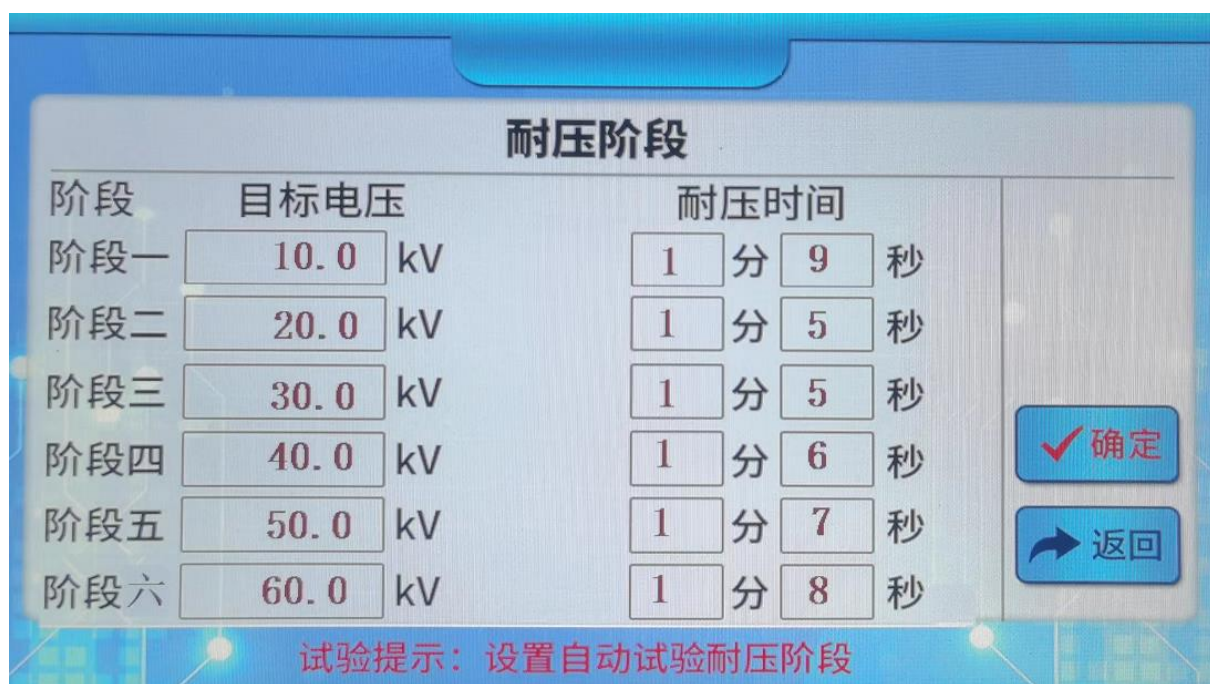 耐压阶段
阶段 目标电压 耐压时间
阶段一 10.0 kV 1 分 9 秒
阶段二 20.0 kV 1 分 5 秒
阶段三 30.0 kV 1 分 5 秒
阶段四 40.0 kV 1 分 6 秒
确定
阶段五 50.0 kV 1 分 7 秒
返回
阶段六 60.0 kV 1 分 8 秒
试验提示：设置自动试验耐压阶段